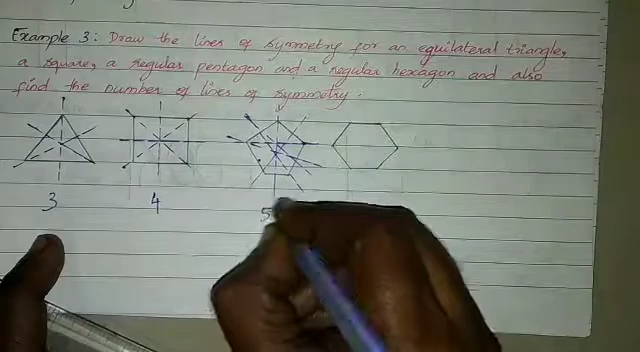 Example 3: Draw the lines of symmetry for an equilateral triangle,
a square, a regular pentagon and a regular hexagon and also
find the number of lines of symmetry.
3 4 5